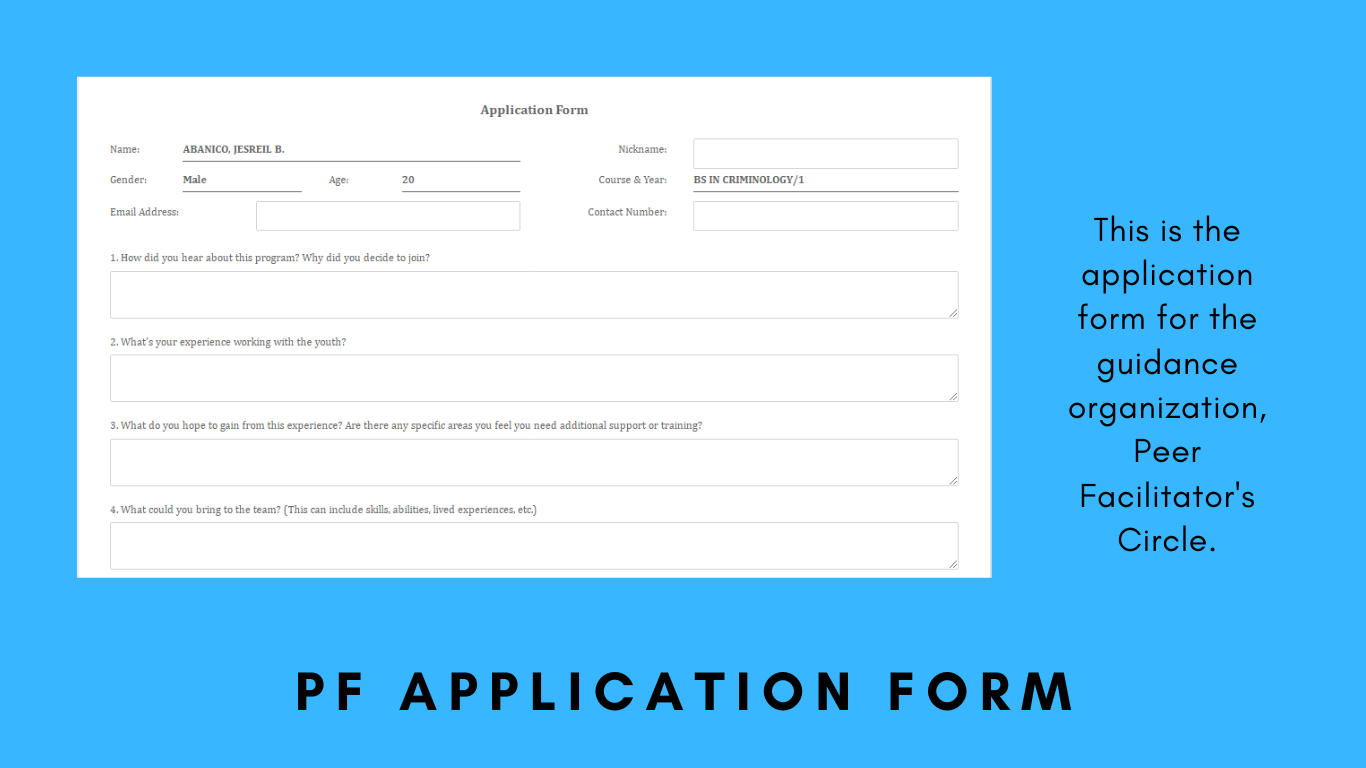 Application Form
Name: ABANICO, JESREIL B. Nickname:
Gender: Male Age: 20 Course & Year: BS IN CRIMINOLOGY/1
Email Address: Contact Number:
1. How did you hear about this program? Why did you decide to join?
2. What's your experience working with the youth?
3. What do you hope to gain from this experience? Are there any specific areas you feel you need additional support or training?
4. What could you bring to the team? (This can include skills, abilities, lived experiences, etc.)
This is the
application
form for the
guidance
organization,
Peer
Facilitator's
Circle.
PF APPLICATION FORM